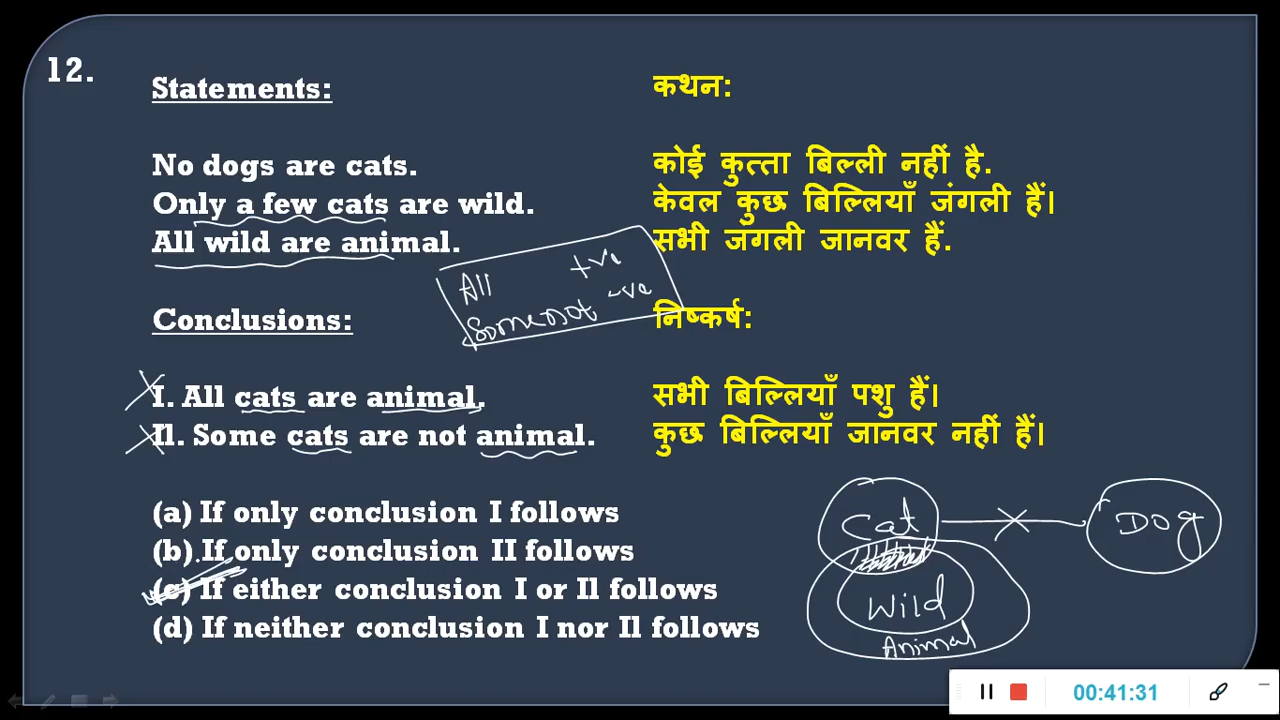 12.
Statements:
कथन:
No dogs are cats.
कोई कुत्ता बिल्ली नहीं है.
Only a few cats are wild.
केवल कुछ बिल्लियाँ जंगली हैं।
All wild are animal.
सभी जंगली जानवर हैं.
All +ve
Some not -ve
Conclusions:
निष्कर्ष:
I. All cats are animal.
सभी बिल्लियाँ पशु हैं।
Il. Some cats are not animal.
कुछ बिल्लियाँ जानवर नहीं हैं।
(a) If only conclusion I follows
(b) If only conclusion II follows
(c) If either conclusion I or Il follows
(d) If neither conclusion I nor Il follows
Cat
Dog
Wild
Animal
00:41:31